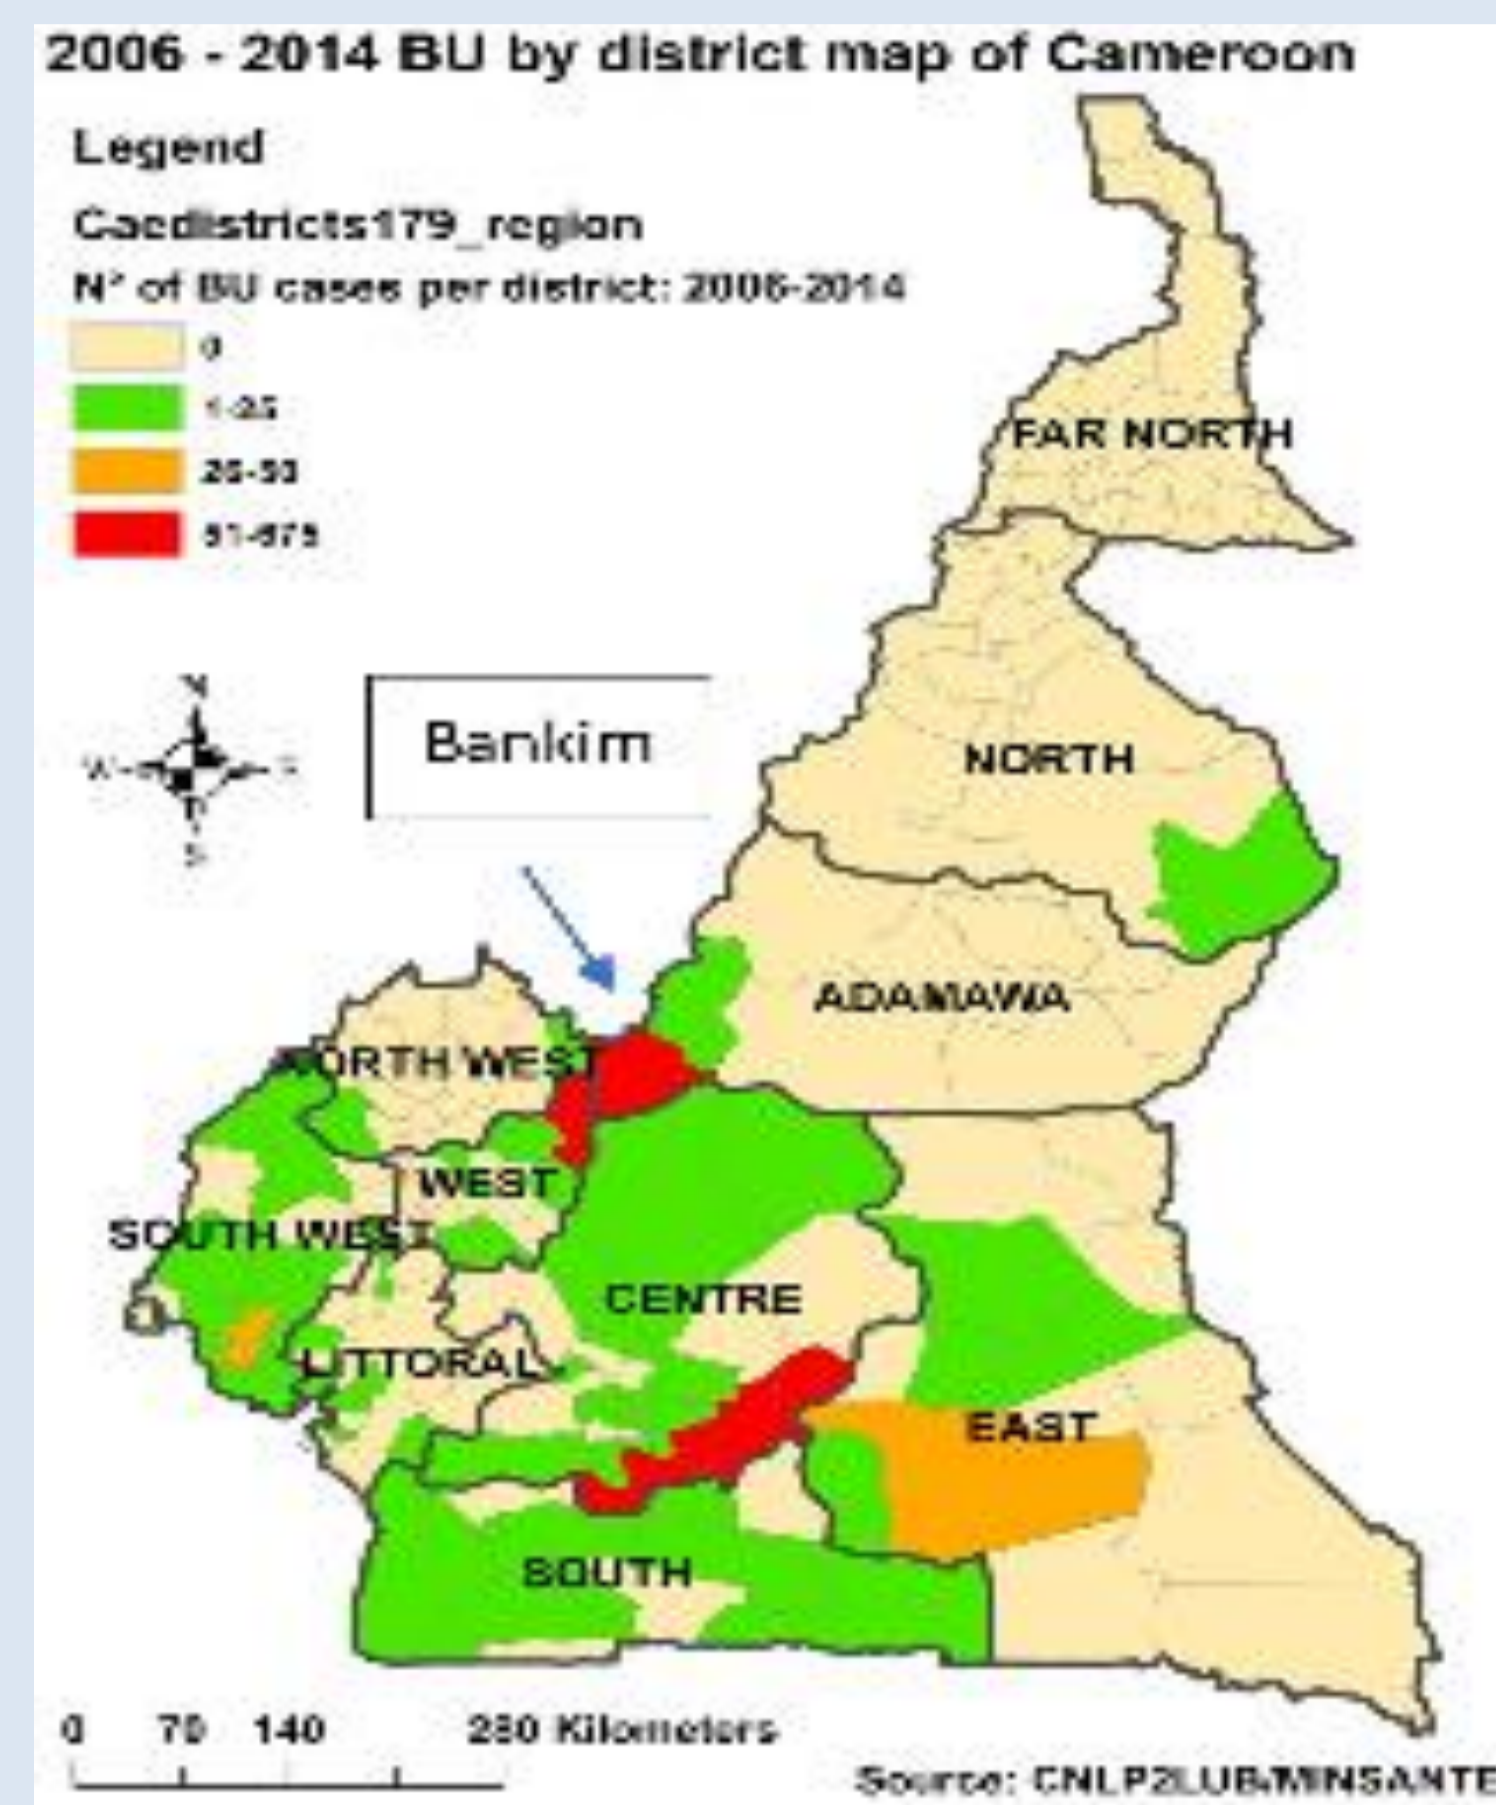 2006 - 2014 BU by district map of Cameroon
Legend
Caedistricts179_region
N° of BU cases per district: 2006-2014
0
1-25
26-50
51-675
N
W
S
Bankim
FAR NORTH
NORTH
ADAMAWA
NORTH WEST
WEST
SOUTH WEST
CENTRE
LITTORAL
EAST
SOUTH
0 70 140 280 Kilometers
Source: CNLP2LUB/MINSANTE